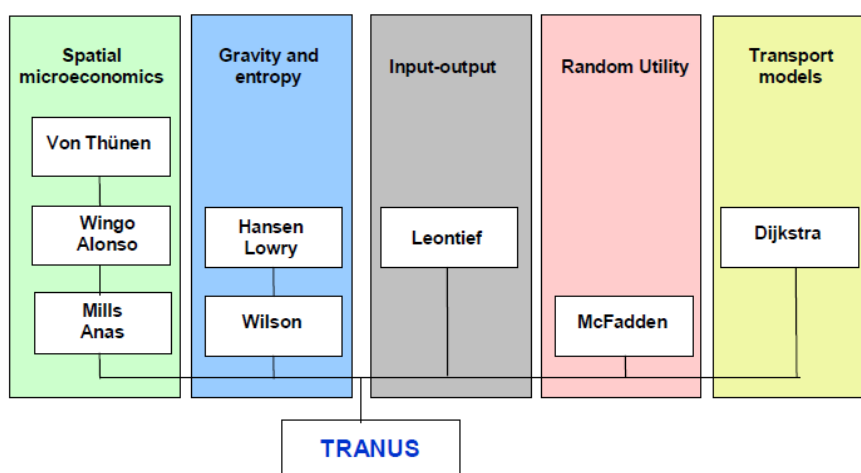 Spatial
microeconomics
Von Thünen
Wingo
Alonso
Mills
Anas
Gravity and
entropy
Hansen
Lowry
Wilson
Input-output
Leontief
Random Utility
McFadden
Transport
models
Dijkstra
TRANUS